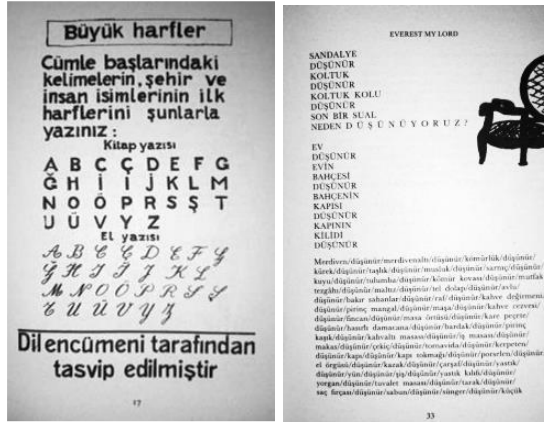 Büyük harfler
Cümle başlarındaki
kelimelerin, şehir ve
insan isimlerinin ilk
harflerini şunlarla
yazınız :
Kitap yazısı
A B C Ç D E F G
Ğ H İ I J K L M
N O Ö P R S Ş T
U Ü V Y Z
El yazısı
A B C Ç D E F G
Ğ H I İ J K L
M N O Ö P R S Ş
T U Ü V Y Z
Dil encümeni tarafından
tasvip edilmiştir
17
EVEREST MY LORD
SANDALYE
DÜŞÜNÜR
KOLTUK
DÜŞÜNÜR
KOLTUK KOLU
DÜŞÜNÜR
SON BİR SUAL
NEDEN D Ü Ş Ü N Ü Y O R U Z ?
EV
DÜŞÜNÜR
EVİN
BAHÇESİ
DÜŞÜNÜR
BAHÇENİN
KAPISI
DÜŞÜNÜR
KAPININ
KİLİDİ
DÜŞÜNÜR
Merdiven/düşünür/merdivenaltı/düşünür/kömürlük/düşünür/
kürek/düşünür/taşlık/düşünür/musluk/düşünür/sarnıç/düşünür/
kuyu/düşünür/tulumba/düşünür/kömür kovası/düşünür/mutfak
tezgâhı/düşünür/maltız/düşünür/tel dolap/düşünür/avlu/
düşünür/bakır sahanlar/düşünür/raf/düşünür/kahve değirmeni/
düşünür/pirinç mangal/düşünür/maşa/düşünür/kahve cezvesi/
düşünür/fincan/düşünür/masa örtüsü/düşünür/kare peçete/
düşünür/hasırlı damacana/düşünür/bardak/düşünür/pirinç
kaşık/düşünür/kahvaltı masası/düşünür/iş masası/düşünür/
makas/düşünür/çekiç/düşünür/tornavida/düşünür/kerpeten/
düşünür/kapı/düşünür/kapı tokmağı/düşünür/porselen/düşünür/
el örgüsü/düşünür/kazak/düşünür/çarşaf/düşünür/yastık/
düşünür/yün/düşünür/şiş/düşünür/yastık kılıfı/düşünür/
yorgan/düşünür/tuvalet masası/düşünür/tarak/düşünür/
saç fırçası/düşünür/sabun/düşünür/sünger/düşünür/küçük
33